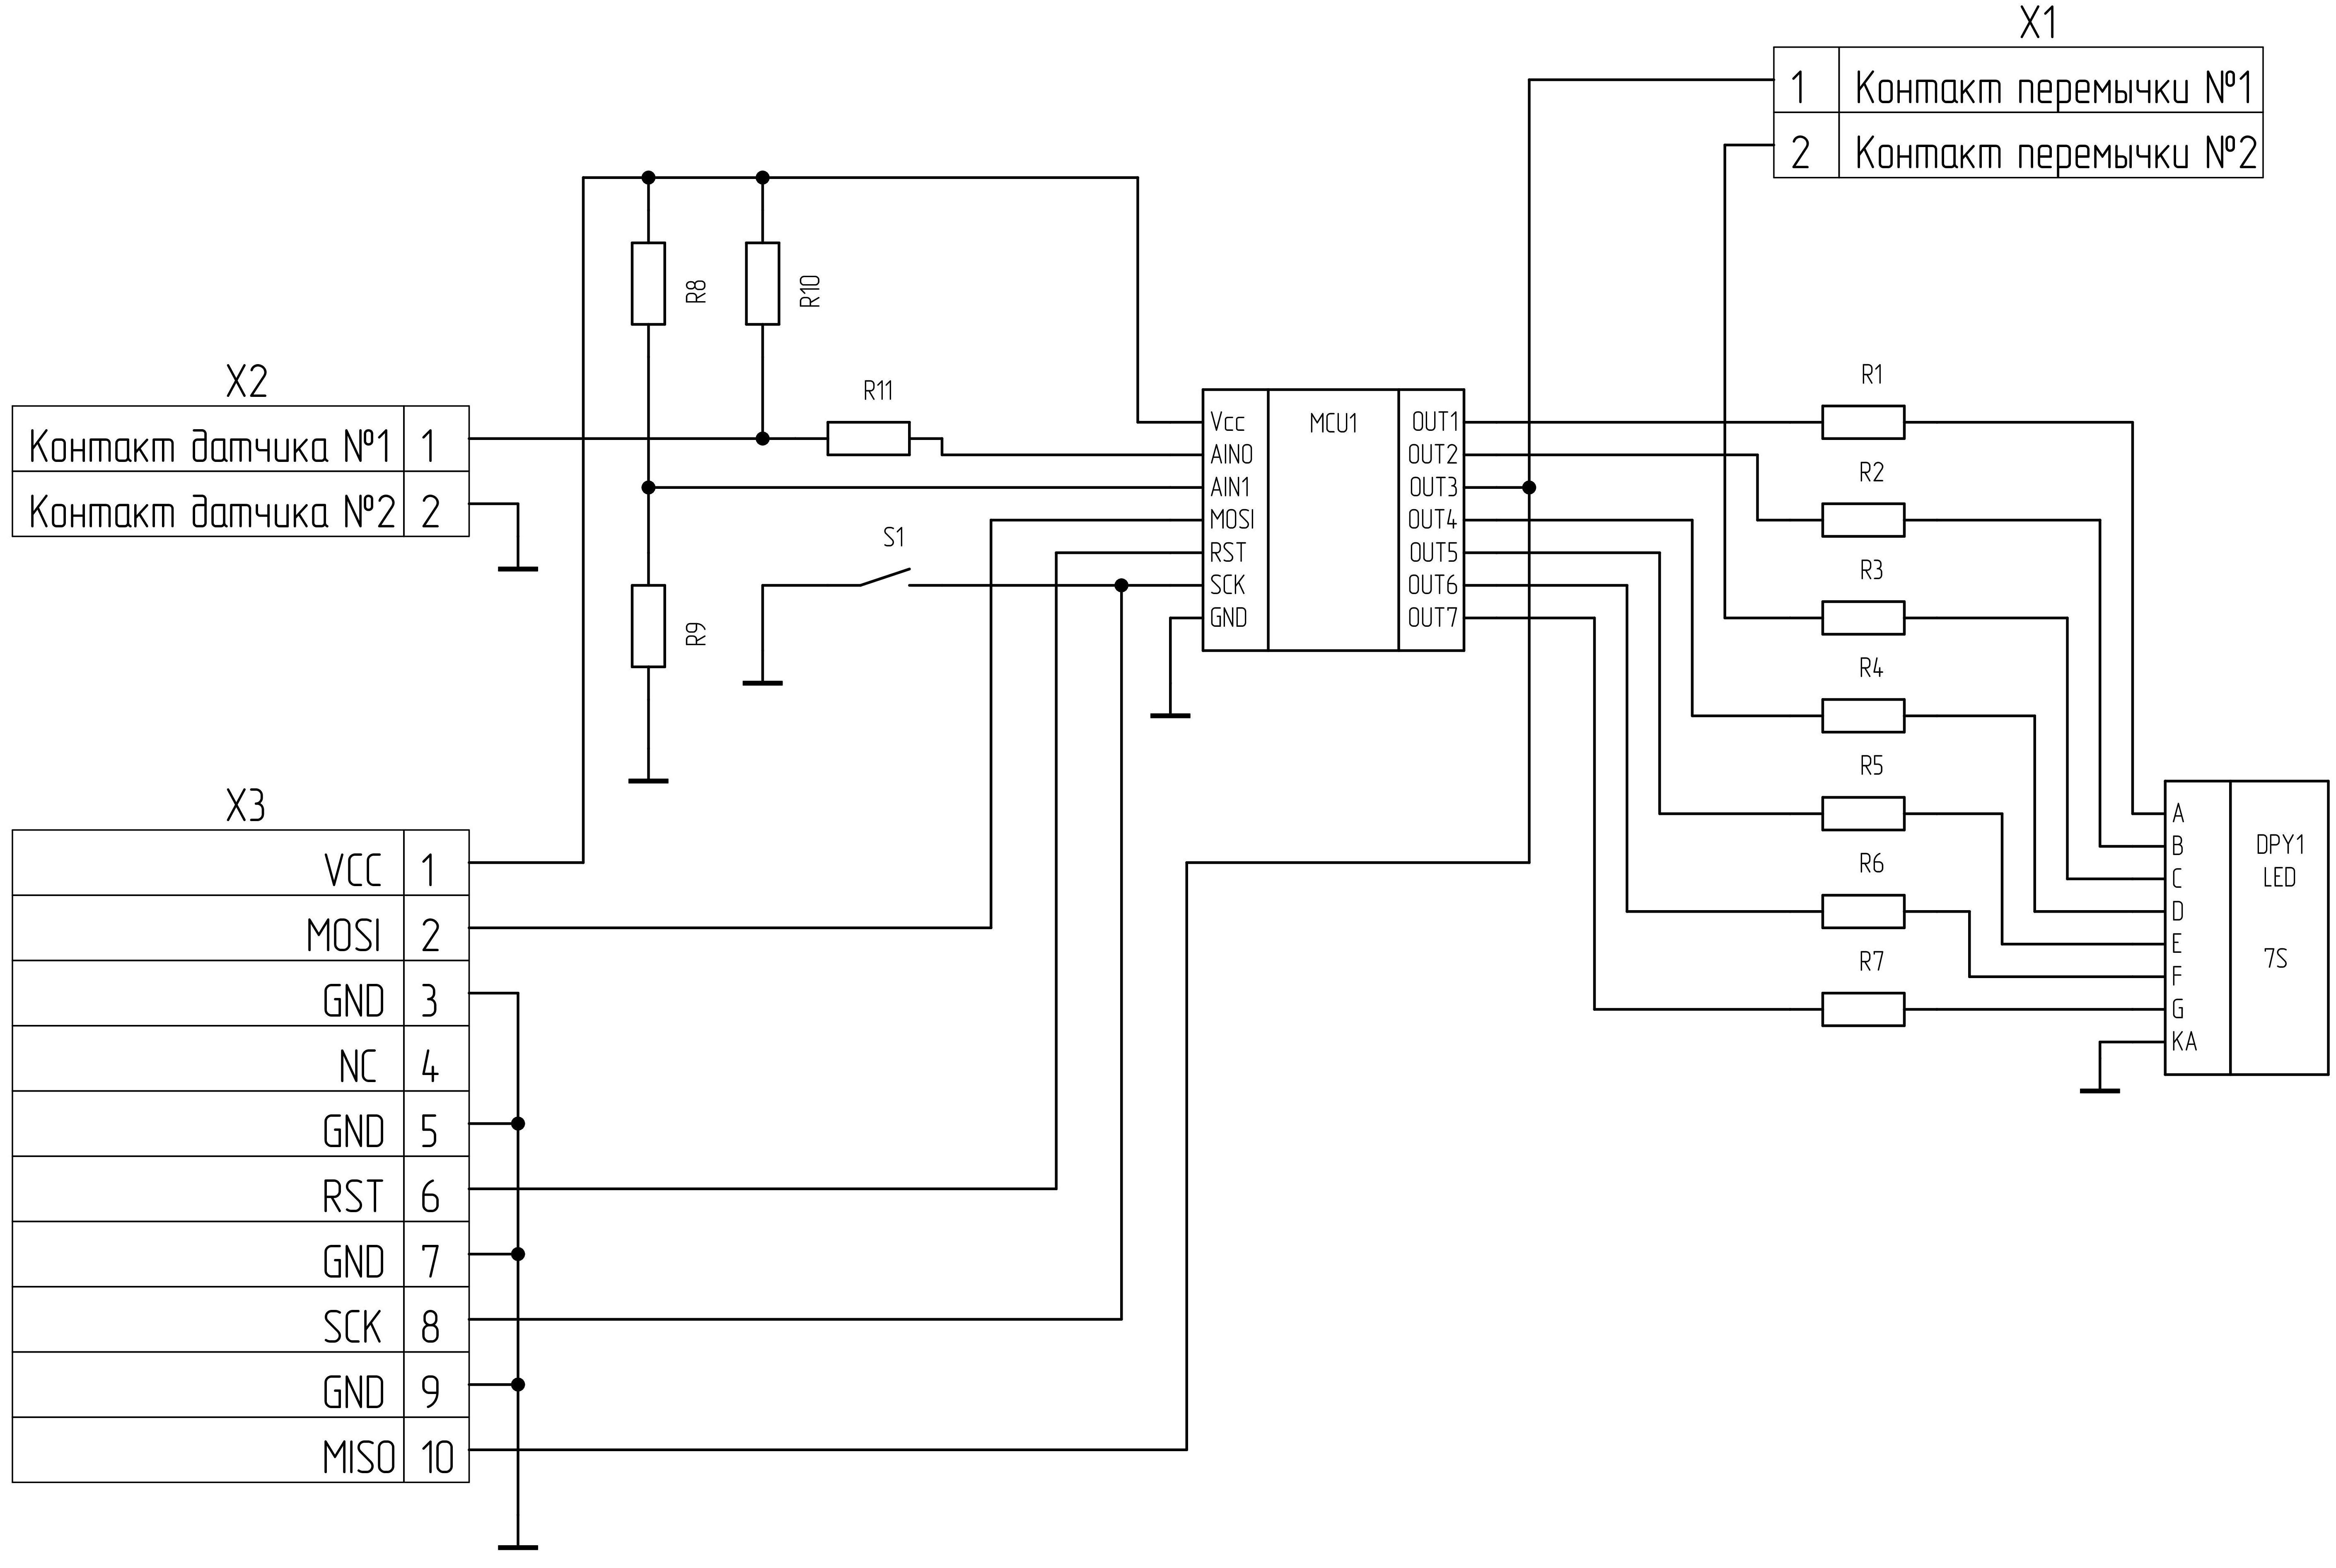 X1
1 Контакт перемычки №1
2 Контакт перемычки №2
R8
R10
X2
Контакт датчика №1 1
Контакт датчика №2 2
R11
S1
R9
MCU1
Vcc OUT1
AIN0 OUT2
AIN1 OUT3
MOSI OUT4
RST OUT5
SCK OUT6
GND OUT7
R1
R2
R3
R4
R5
R6
R7
X3
VCC 1
MOSI 2
GND 3
NC 4
GND 5
RST 6
GND 7
SCK 8
GND 9
MISO 10
A
B
C
D
E
F
G
KA
DPY1
LED
7S